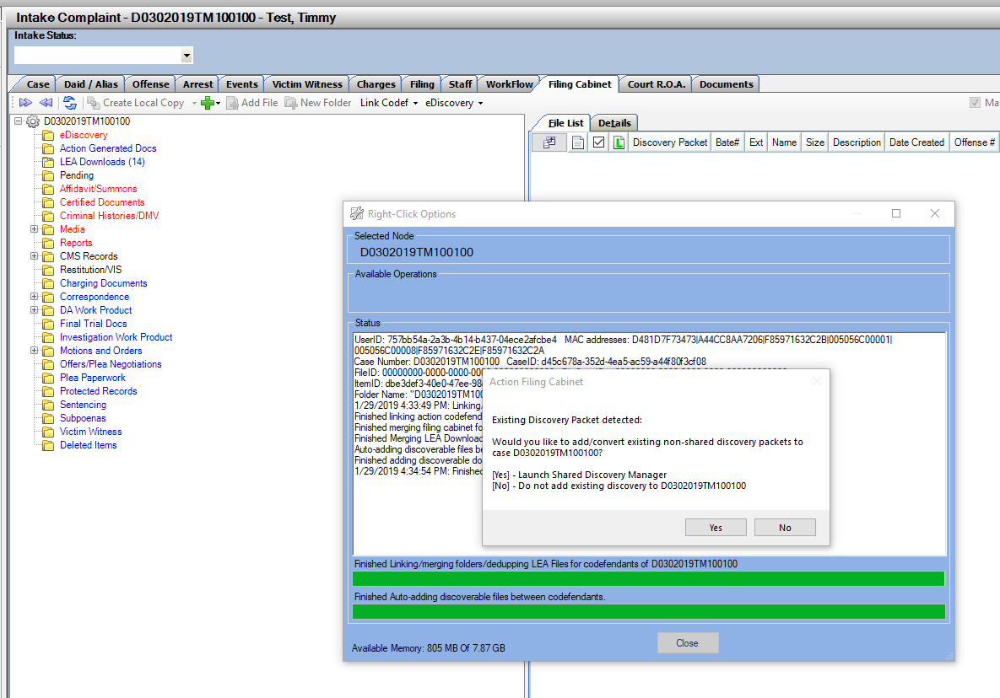 Intake Complaint - D0302019TM100100 - Test, Timmy
Intake Status:
Case Daid / Alias Offense Arrest Events Victim Witness Charges Filing Staff WorkFlow Filing Cabinet Court R.O.A. Documents
Create Local Copy Add File New Folder Link Codef eDiscovery Ma
D0302019TM100100
eDiscovery
Action Generated Docs
LEA Downloads (14)
Pending
Affidavit/Summons
Certified Documents
Criminal Histories/DMV
Media
Reports
CMS Records
Restitution/VIS
Charging Documents
Correspondence
DA Work Product
Final Trial Docs
Investigation Work Product
Motions and Orders
Offers/Plea Negotiations
Plea Paperwork
Protected Records
Sentencing
Subpoenas
Victim Witness
Deleted Items
File List Details
L Discovery Packet Bate# Ext Name Size Description Date Created Offense #
Right-Click Options
Selected Node
D0302019TM100100
Available Operations
Status
UserID: 757bb54a-2a3b-4b14-b437-04ece2afcbe4 MAC addresses: D481D7F73473|A44CC8AA7206|F85971632C2B|005056C00001|
005056C00008|F85971632C2E|F85971632C2A
Case Number: D0302019TM100100 CaseID: d45c678a-352d-4ea5-ac59-a44f80f3cf08
FileID: 00000000-0000-0000-00
ItemID: dbe3def3-40e0-47ee-98
Folder Name: "D0302019TM100
1/29/2019 4:33:49 PM: Linking/
Finished linking action codefend
Finished merging filing cabinet fo
Finished Merging LEA Download
Auto-adding discoverable files be
Finished adding discoverable do
1/29/2019 4:34:54 PM: Finished
Action Filing Cabinet
Existing Discovery Packet detected:
Would you like to add/convert existing non-shared discovery packets to
case D0302019TM100100?
[Yes] - Launch Shared Discovery Manager
[No] - Do not add existing discovery to D0302019TM100100
Yes No
Finished Linking/merging folders/dedupping LEA Files for codefendants of D0302019TM100100
Finished Auto-adding discoverable files between codefendants.
Available Memory: 805 MB Of 7.87 GB
Close